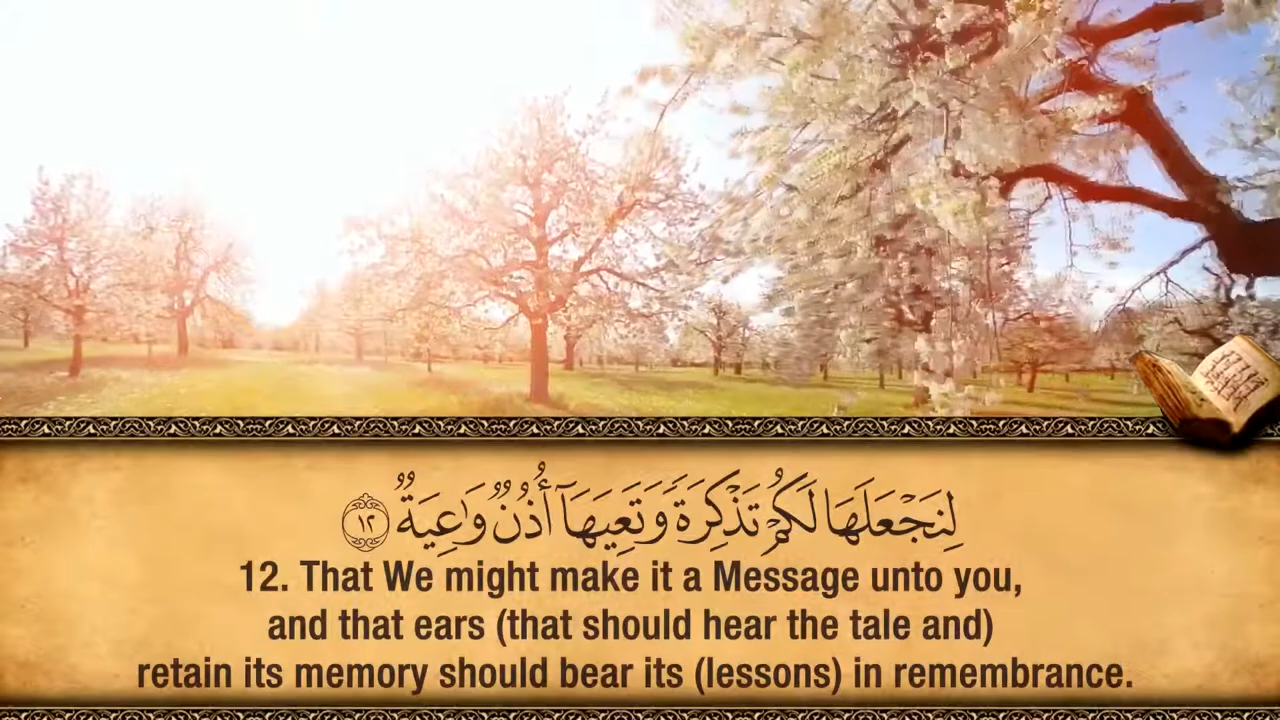 لِنَجْعَلَهَا لَكُمْ تَذْكِرَةً وَتَعِيَهَآ أُذُنٌ وَٰعِيَةٌ ١٢
12. That We might make it a Message unto you,
and that ears (that should hear the tale and)
retain its memory should bear its (lessons) in remembrance.